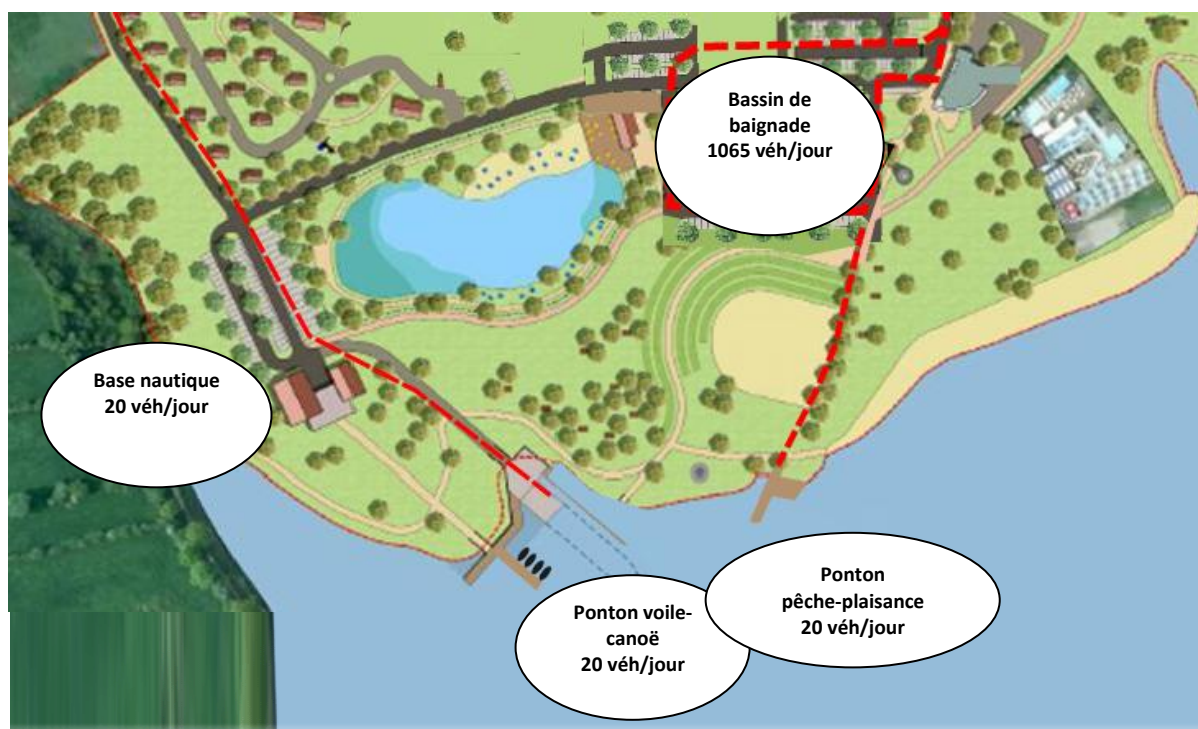 Bassin de
baignade
1065 véh/jour
Base nautique
20 véh/jour
Ponton voile-
canoë
20 véh/jour
Ponton
pêche-plaisance
20 véh/jour